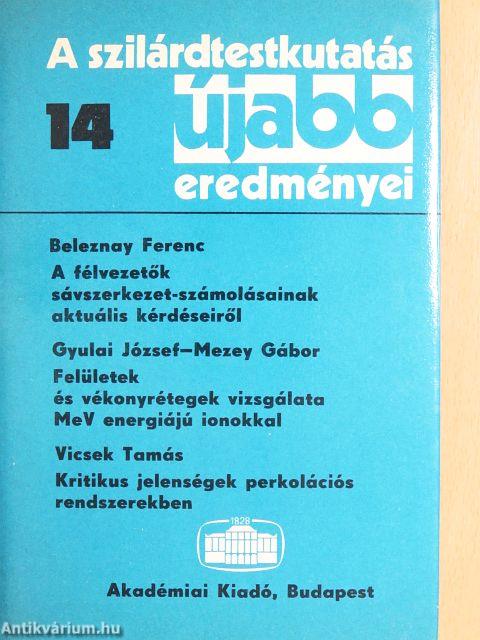 A szilárdtestkutatás
14 újabb
eredményei
Beleznay Ferenc
A félvezetők
sávszerkezet-számolásainak
aktuális kérdéseiről
Gyulai József–Mezey Gábor
Felületek
és vékonyrétegek vizsgálata
MeV energiájú ionokkal
Vicsek Tamás
Kritikus jelenségek perkolációs
rendszerekben
1828
Akadémiai Kiadó, Budapest
Antikvárium.hu